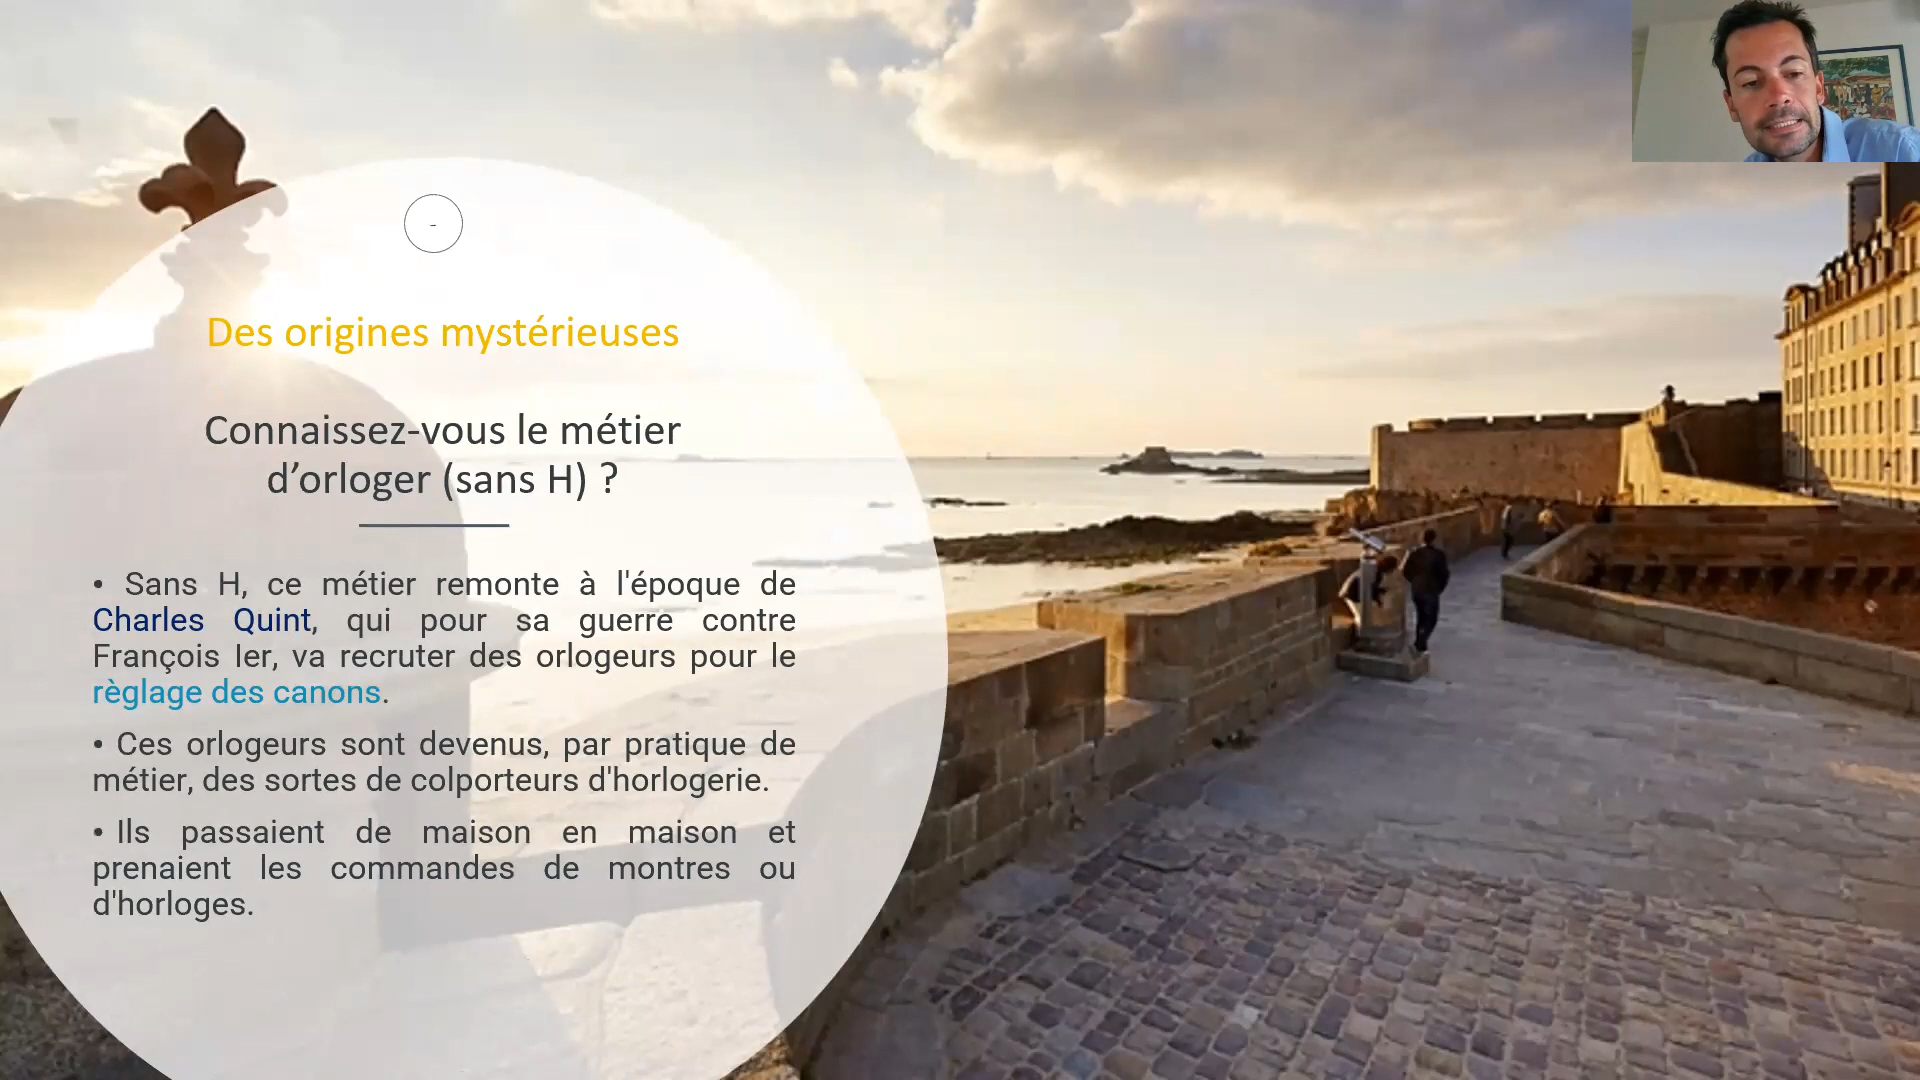 -
Des origines mystérieuses
Connaissez-vous le métier
d’orloger (sans H) ?
• Sans H, ce métier remonte à l'époque de
Charles Quint, qui pour sa guerre contre
François Ier, va recruter des orlogeurs pour le
règlage des canons.
• Ces orlogeurs sont devenus, par pratique de
métier, des sortes de colporteurs d'horlogerie.
• Ils passaient de maison en maison et
prenaient les commandes de montres ou
d'horloges.